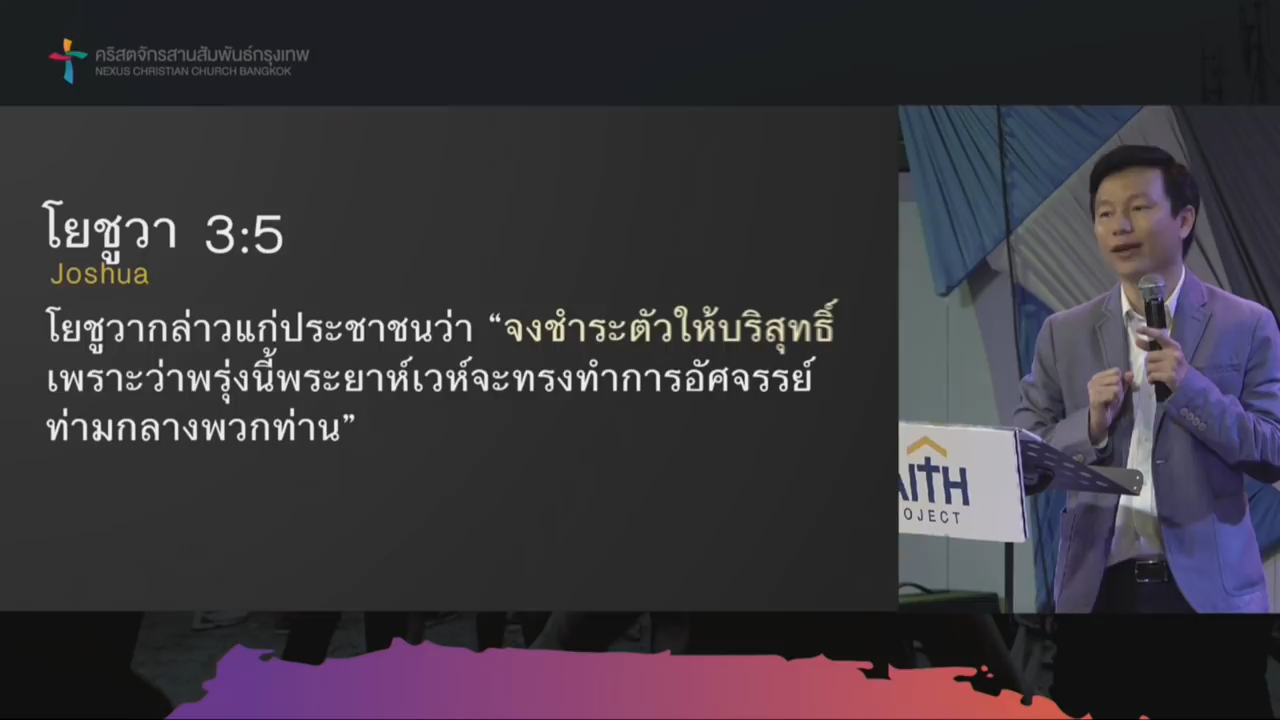 คริสตจักรสานสัมพันธ์กรุงเทพ
NEXUS CHRISTIAN CHURCH BANGKOK
โยชูวา 3:5
Joshua
โยชูวากล่าวแก่ประชาชนว่า “จงชำระตัวให้บริสุทธิ์
เพราะว่าพรุ่งนี้พระยาห์เวห์จะทรงทำการอัศจรรย์
ท่ามกลางพวกท่าน”
AITH
OJECT